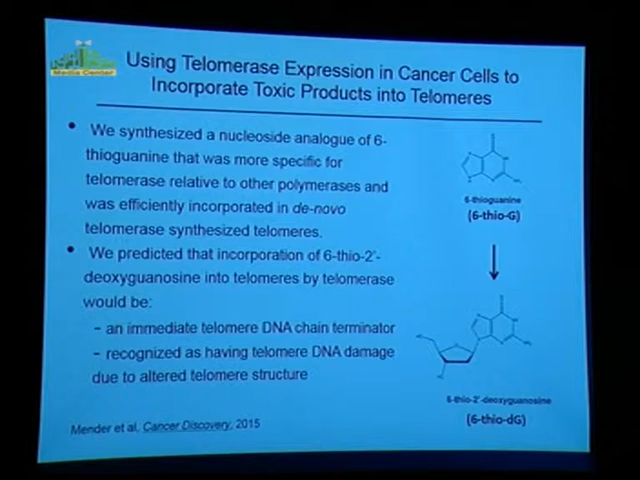 Media Center
Using Telomerase Expression in Cancer Cells to
Incorporate Toxic Products into Telomeres
• We synthesized a nucleoside analogue of 6-
thioguanine that was more specific for
telomerase relative to other polymerases and
was efficiently incorporated in de-novo
telomerase synthesized telomeres.
• We predicted that incorporation of 6-thio-2'-
deoxyguanosine into telomeres by telomerase
would be:
– an immediate telomere DNA chain terminator
– recognized as having telomere DNA damage
due to altered telomere structure
Mender et al, Cancer Discovery, 2015
6-thioguanine
(6-thio-G)
6-thio-2'-deoxyguanosine
(6-thio-dG)